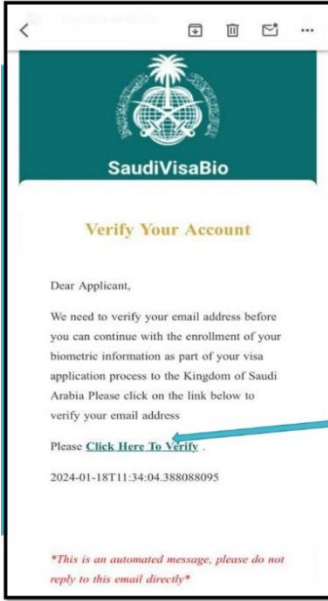 SaudiVisaBio
Verify Your Account
Dear Applicant,
We need to verify your email address before
you can continue with the enrollment of your
biometric information as part of your visa
application process to the Kingdom of Saudi
Arabia Please click on the link below to
verify your email address
Please Click Here To Verify .
2024-01-18T11:34:04.388088095
*This is an automated message, please do not
reply to this email directly*